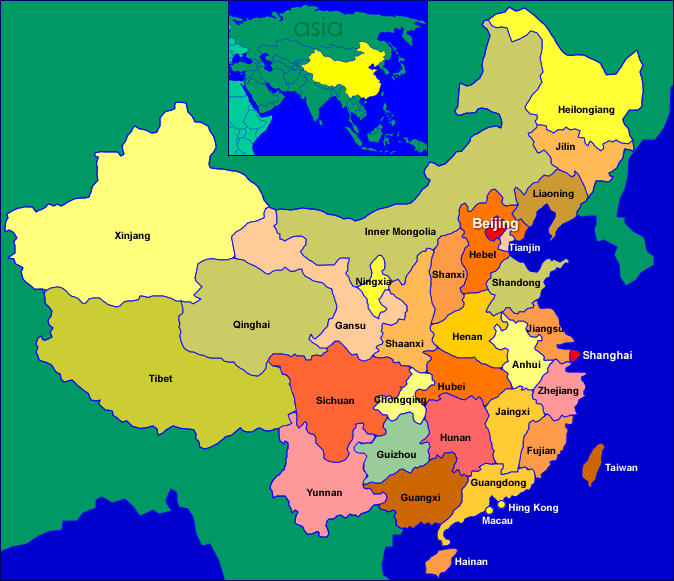 asia
Heilongiang
Jilin
Liaoning
Beijing
Inner Mongolia
Xinjang
Tianjin
Hebei
Shanxi
Ningxia
Shandong
Qinghai
Gansu
Jiangsu
Henan
Shaanxi
Shanghai
Anhui
Tibet
Hubei
Zhejiang
Sichuan
Chongqing
Jaingxi
Hunan
Fujian
Guizhou
Taiwan
Guangdong
Yunnan
Guangxi
Hing Kong
Macau
Hainan